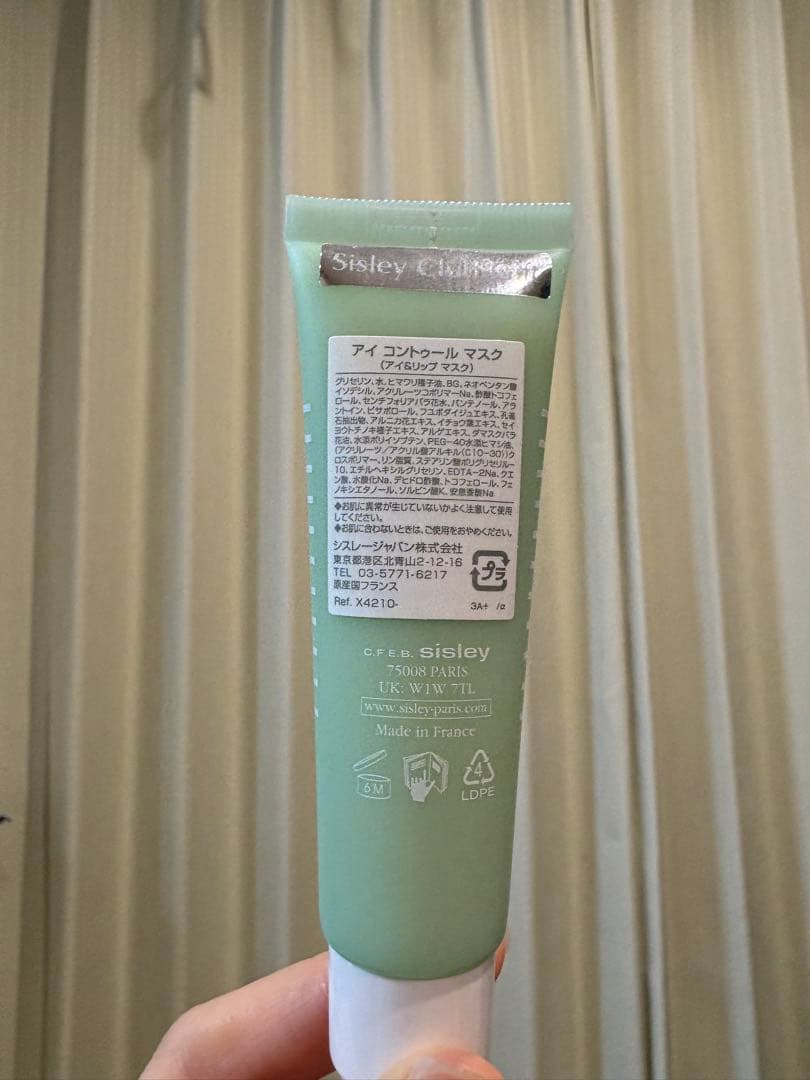 Sisley
アイ コントゥール マスク
(アイ&リップ マスク)
グリセリン、水、ヒマワリ種子油、BG、ネオペンタン酸
イソデシル、アクリレーツコポリマーNa、酢酸トコフェ
ロール、センチフォリアバラ花水、パンテノール、アラ
ントイン、ビサボロール、フユボダイジュエキス、孔雀
石抽出物、アルニカ花エキス、イチョウ葉エキス、セイ
ヨウトチノキ種子エキス、アルゲエキス、ダマスクバラ
花油、水添ポリイソブテン、PEG-40水添ヒマシ油、
(アクリレーツ/アクリル酸アルキル(C10-30))ク
ロスポリマー、リン脂質、ステアリン酸ポリグリセリル-
10、エチルヘキシルグリセリン、EDTA-2Na、クエ
ン酸、水酸化Na、デヒドロ酢酸、トコフェロール、フェ
ノキシエタノール、ソルビン酸K、安息香酸Na
◆お肌に異常が生じていないかよく注意して使用
してください。
◆お肌に合わないときは、ご使用をおやめください。
シスレージャパン株式会社
東京都港区北青山2-12-16
TEL 03-5771-6217
原産国フランス
プラ
Ref. X4210-
3A+ /α
C.F.E.B. sisley
75008 PARIS
UK: W1W 7TL
www.sisley-paris.com
Made in France
6M
4
LDPE